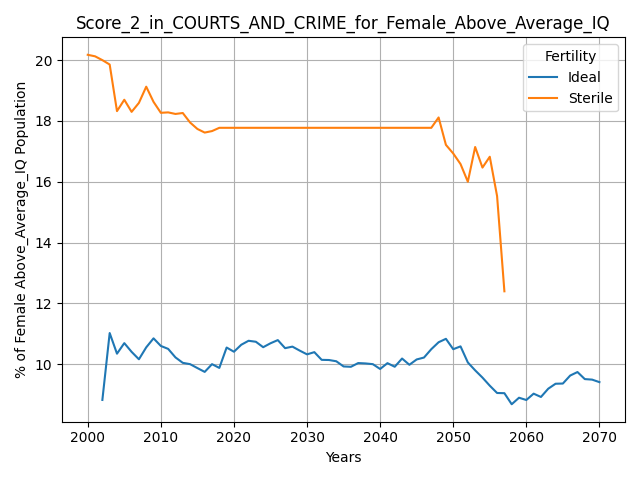 Score_2_in_COURTS_AND_CRIME_for_Female_Above_Average_IQ
% of Female Above_Average_IQ Population
20
18
16
14
12
10
Fertility
Ideal
Sterile
2000 2010 2020 2030 2040 2050 2060 2070
Years